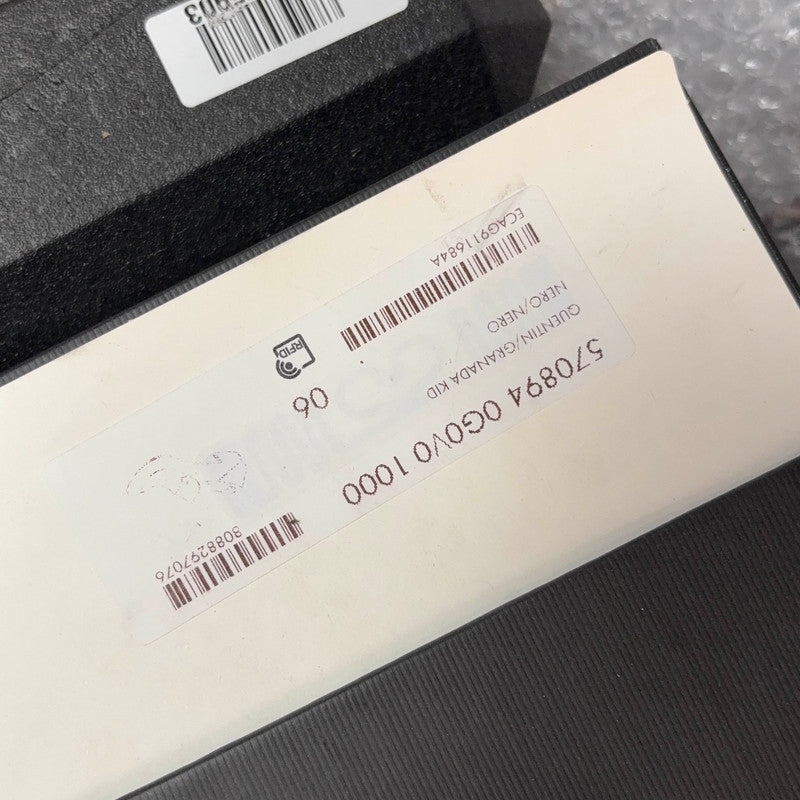 570894 0G0V0 1000
QUENTIN/GRANADA KID
NERO/NERO
06
RFID
ECAG911684A
8088297076